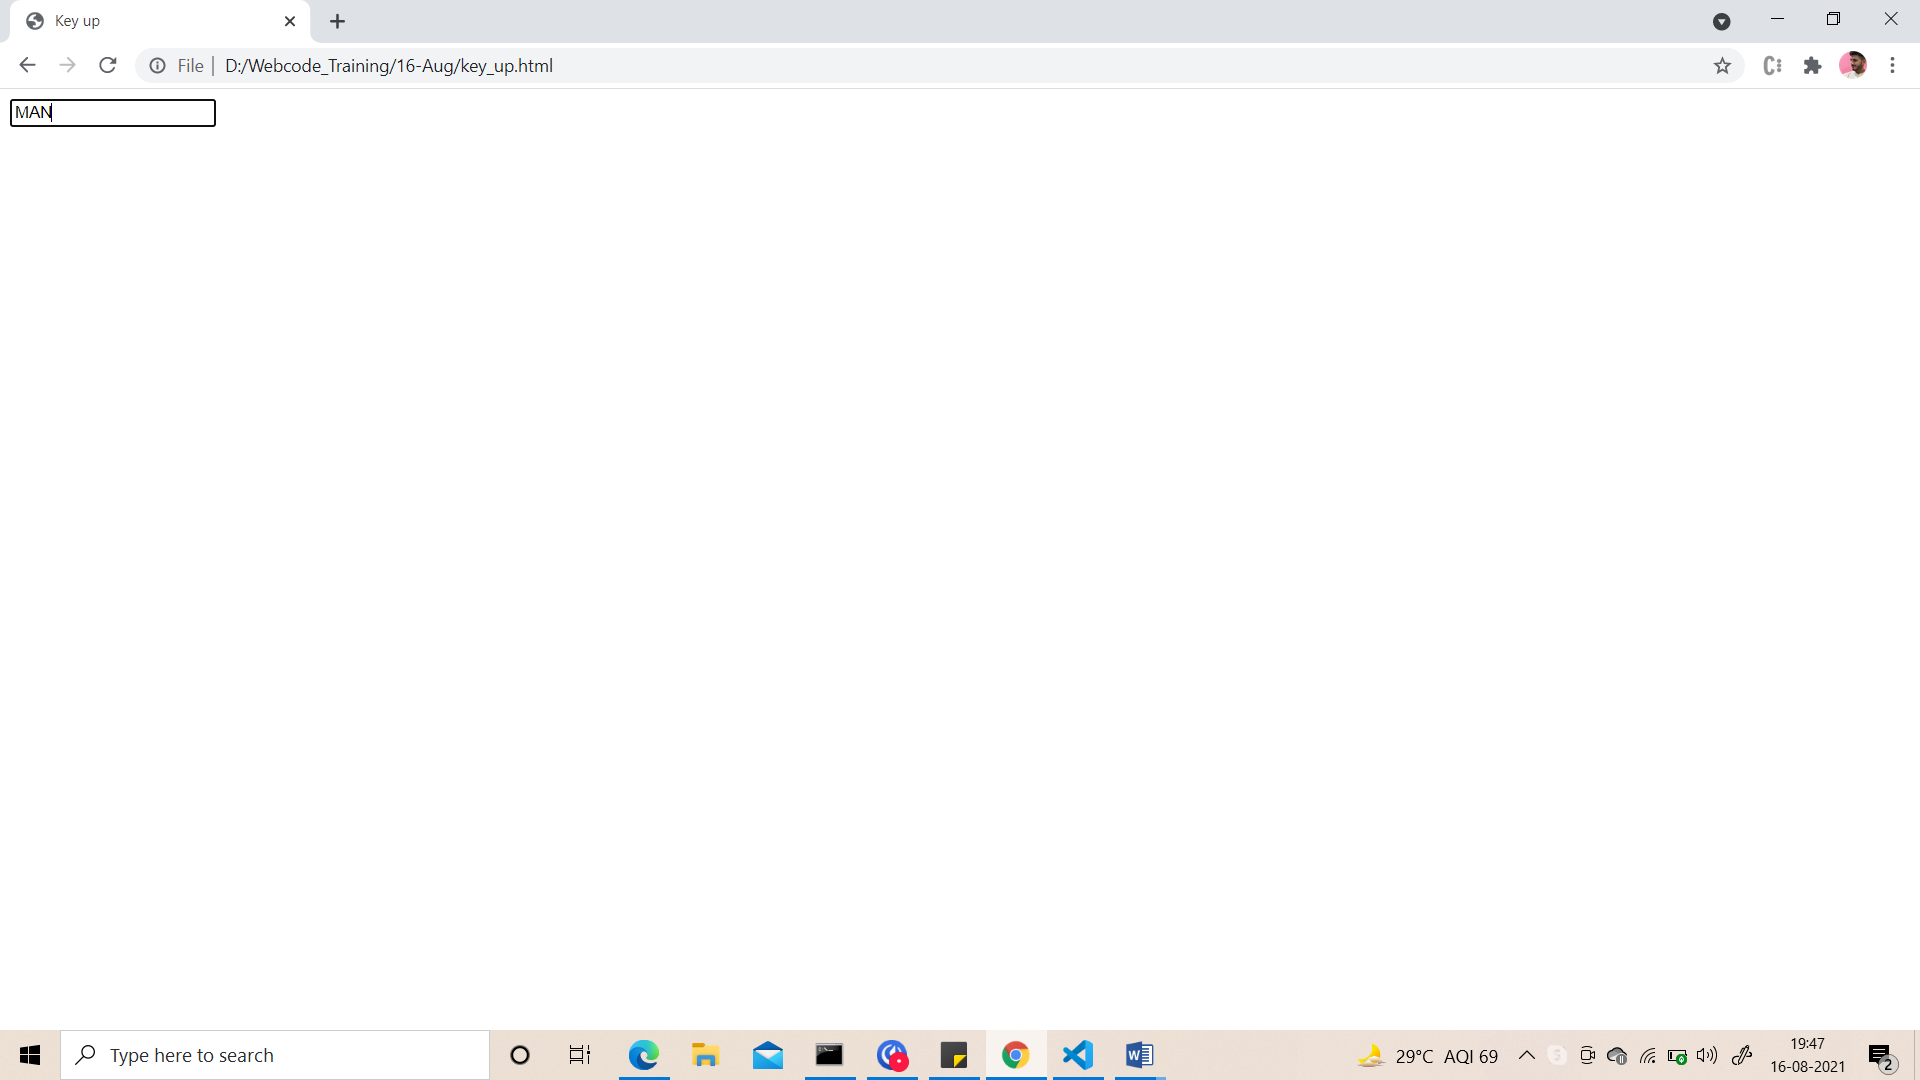 Key up
File
D:/Webcode_Training/16-Aug/key_up.html
MAN
Type here to search
29°C AQI 69
19:47
16-08-2021
2